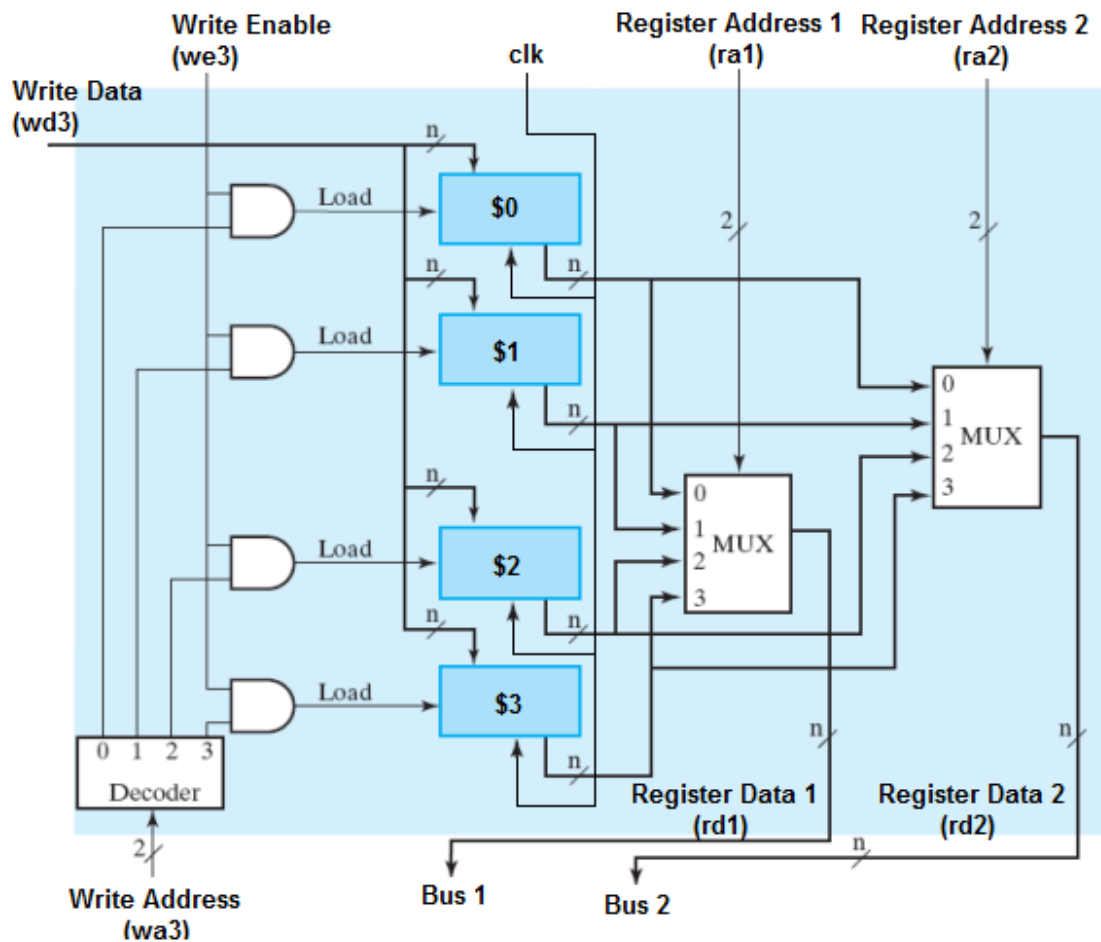 Write Enable
(we3)
clk
Register Address 1
(ra1)
Register Address 2
(ra2)
Write Data
(wd3)
n
Load
$0
2
2
n
n
Load
$1
0
1
2
3
MUX
n
n
Load
$2
0
1
2
3
MUX
n
n
Load
$3
n
n
n
0 1 2 3
Decoder
Register Data 1
(rd1)
Register Data 2
(rd2)
2
n
Write Address
(wa3)
Bus 1
Bus 2